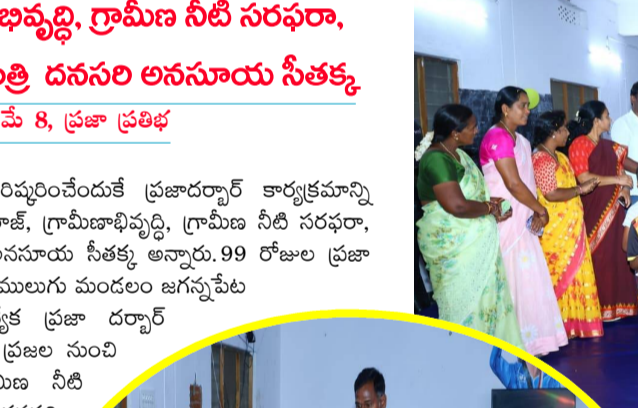 భివృద్ధి, గ్రామీణ నీటి సరఫరా,
త్రి దనసరి అనసూయ సీతక్క
మే 8, ప్రజా ప్రతిభ
రిష్కరించేందుకే ప్రజాదర్బార్ కార్యక్రమాన్ని
రాజ్, గ్రామీణాభివృద్ధి, గ్రామీణ నీటి సరఫరా,
అనసూయ సీతక్క అన్నారు. 99 రోజుల ప్రజా
ములుగు మండలం జగన్నపేట
ప్రజా దర్బార్
ప్రజల నుంచి
నీటి